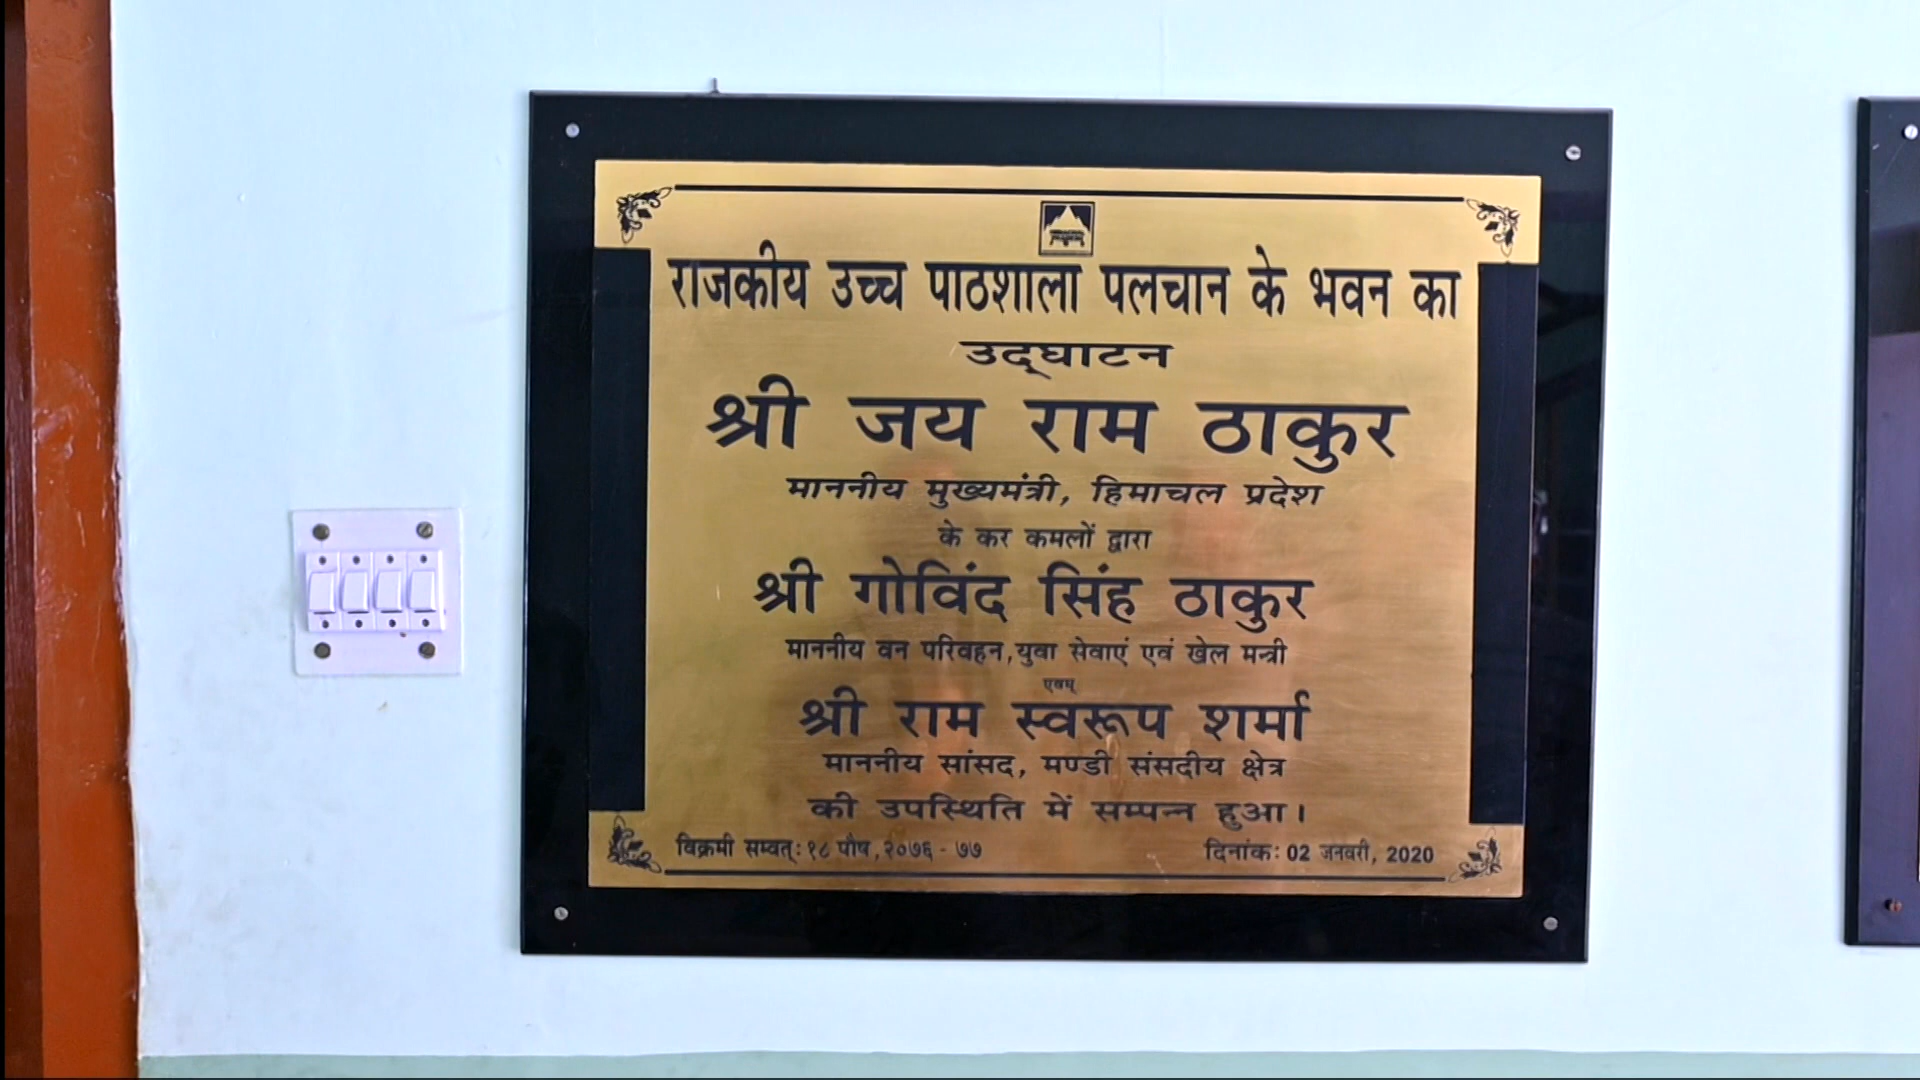 राजकीय उच्च पाठशाला पलचान के भवन का
उद्‌घाटन
श्री जय राम ठाकुर
माननीय मुख्यमंत्री, हिमाचल प्रदेश
के कर कमलों द्वारा
श्री गोविंद सिंह ठाकुर
माननीय वन परिवहन,युवा सेवाएं एवं खेल मन्त्री
एवम्
श्री राम स्वरूप शर्मा
माननीय सांसद, मण्डी संसदीय क्षेत्र
की उपस्थिति में सम्पन्न हुआ।
विक्रमी सम्वत्: १८ पौष,२०७६ - ७७ दिनांक: 02 जनवरी, 2020